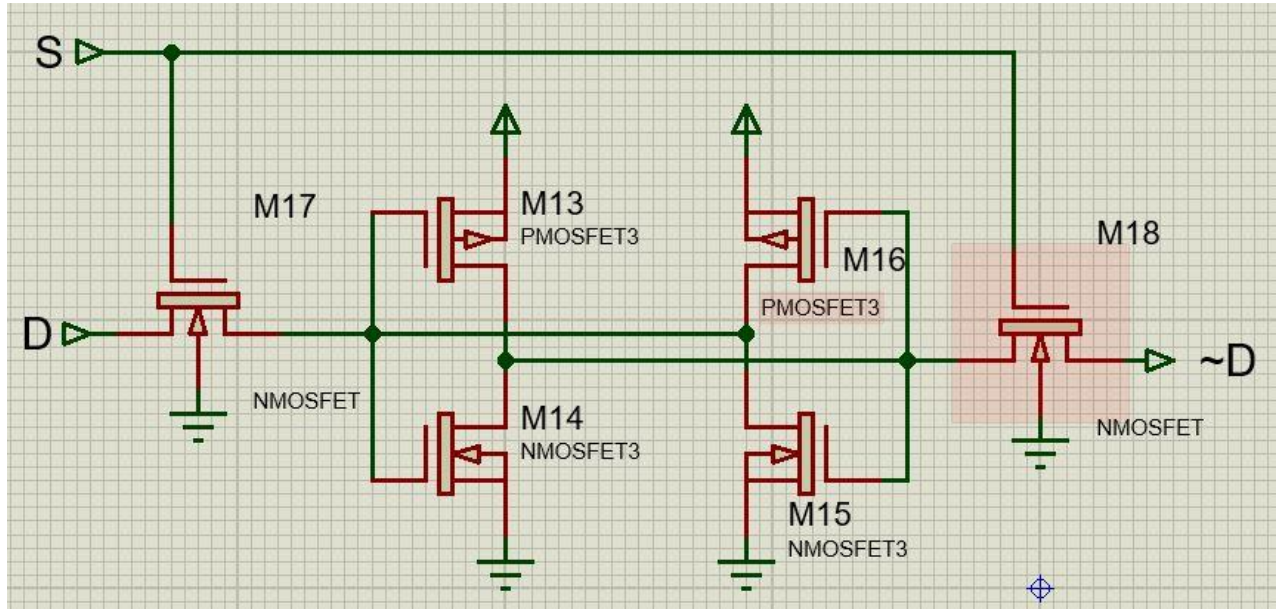 S
M17
M13
PMOSFET3
M16
PMOSFET3
M18
D
~D
NMOSFET
M14
NMOSFET3
NMOSFET
M15
NMOSFET3